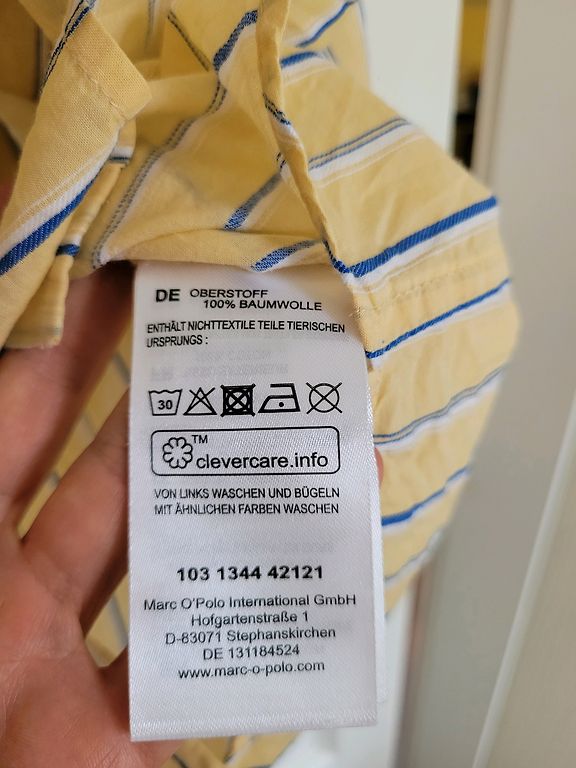 DE OBERSTOFF
100% BAUMWOLLE
ENTHÄLT NICHTTEXTILE TEILE TIERISCHEN
URSPRUNGS :
30
TM
clevercare.info
VON LINKS WASCHEN UND BÜGELN
MIT ÄHNLICHEN FARBEN WASCHEN
103 1344 42121
Marc O'Polo International GmbH
Hofgartenstraße 1
D-83071 Stephanskirchen
DE 131184524
www.marc-o-polo.com